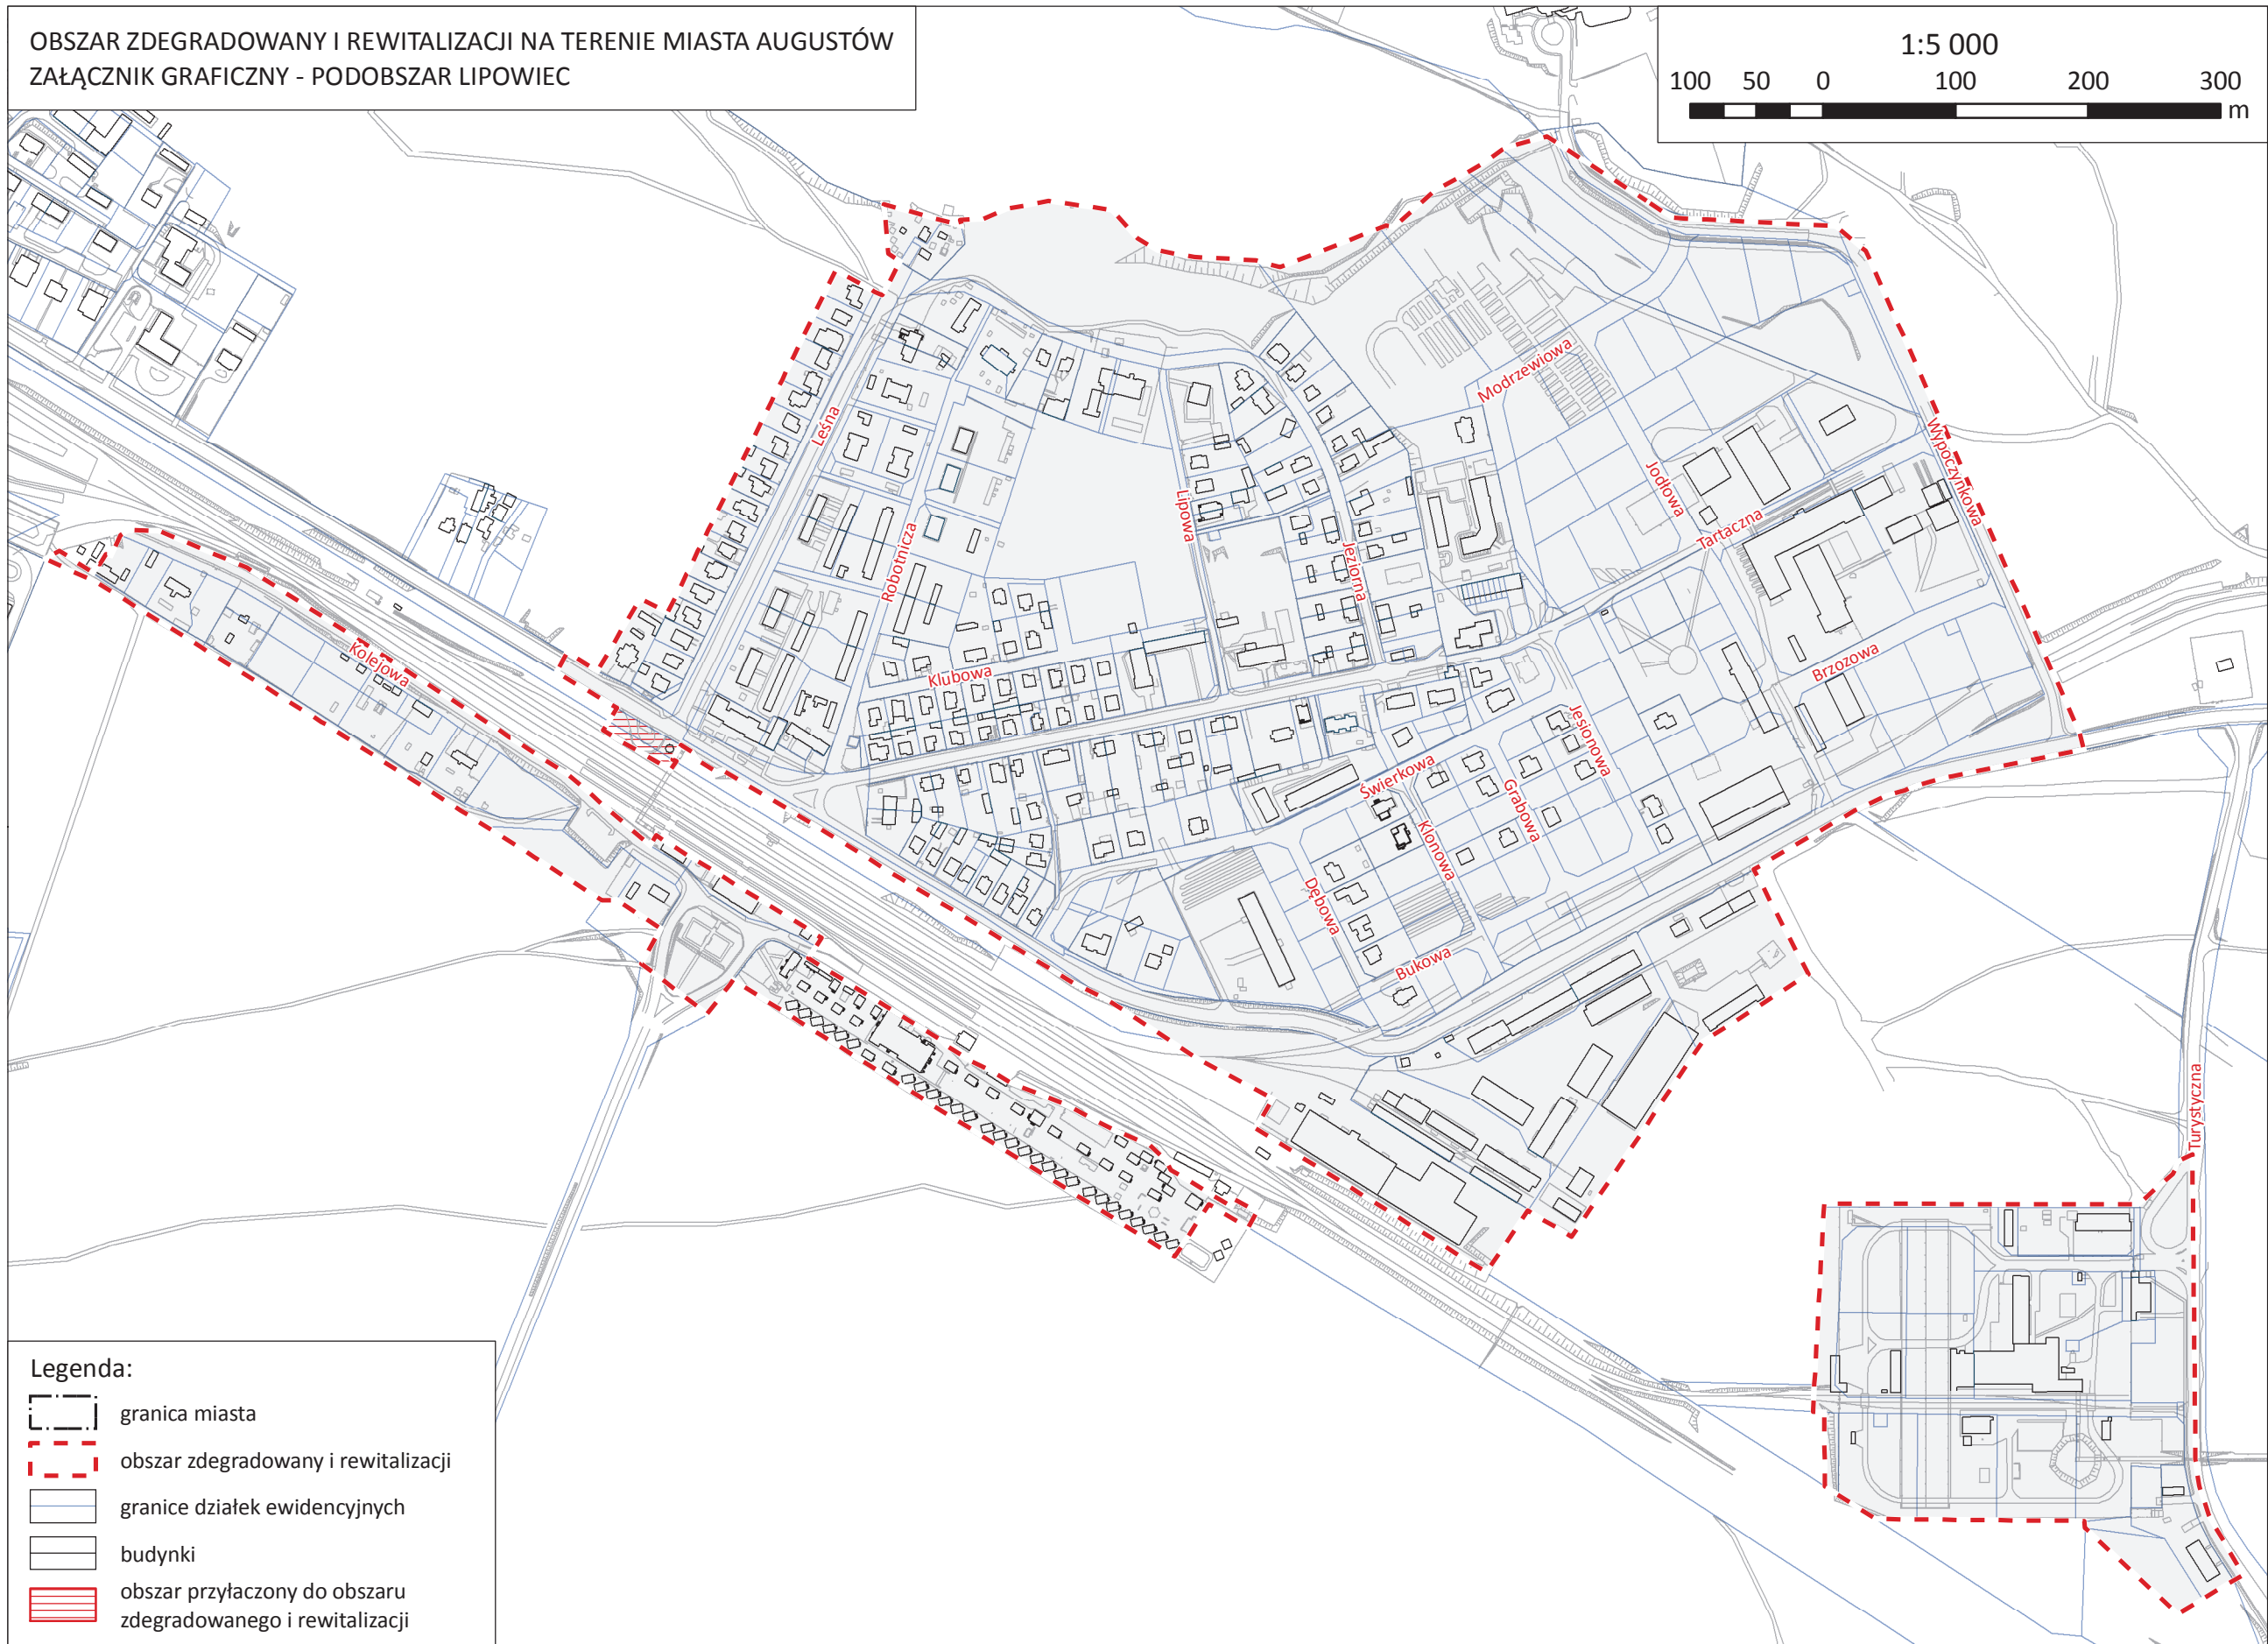 OBSZAR ZDEGRADOWANY I REWITALIZACJI NA TERENIE MIASTA AUGUSTÓW
ZAŁĄCZNIK GRAFICZNY - PODOBSZAR LIPOWIEC
1:5 000
100 50 0 100 200 300
m
Modrzewiowa
Leśna
Wypoczynkowa
Jodłowa
Lipowa
Tartaczna
Robotnicza
Jeziorna
Kolejowa
Klubowa
Brzozowa
Jesionowa
Świerkowa
Grabowa
Klonowa
Dębowa
Bukowa
Turystyczna
Legenda:
granica miasta
obszar zdegradowany i rewitalizacji
granice działek ewidencyjnych
budynki
obszar przyłaczony do obszaru
zdegradowanego i rewitalizacji